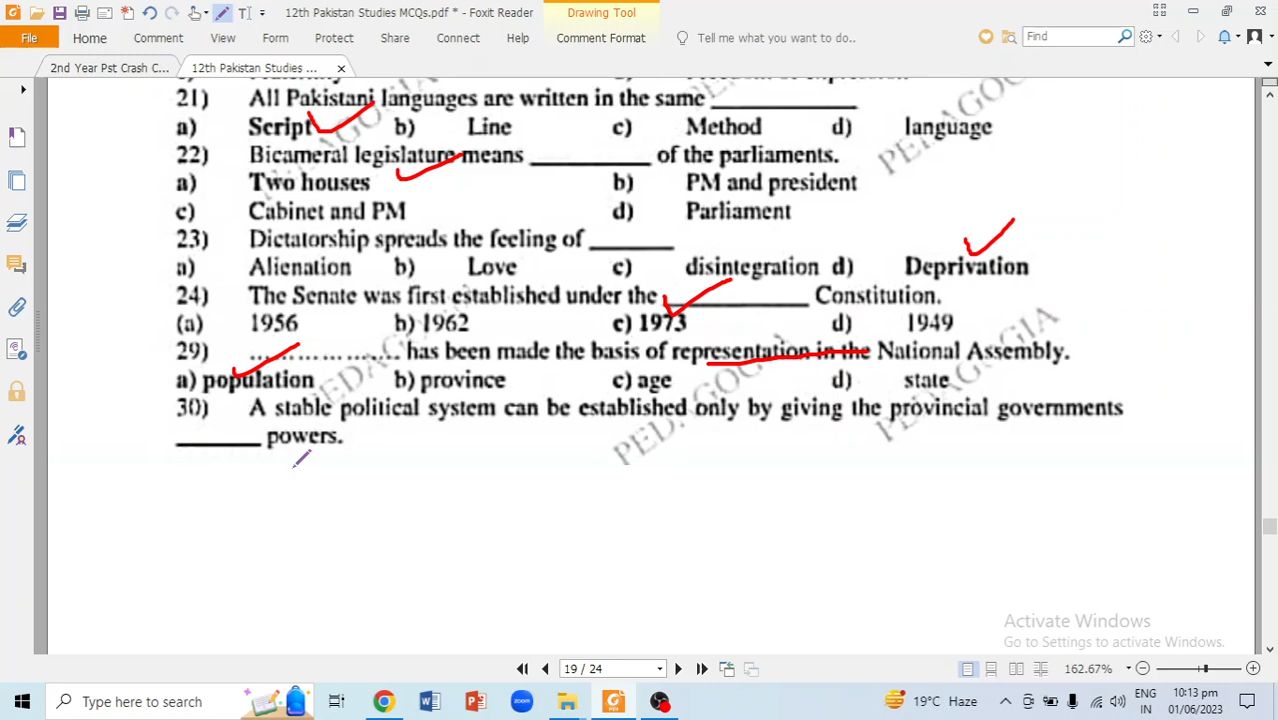 12th Pakistan Studies MCQs.pdf * - Foxit Reader
Drawing Tool
File Home Comment View Form Protect Share Connect Help Comment Format Tell me what you want to do.. Find
2nd Year Pst Crash C... 12th Pakistan Studies ...
21) All Pakistani languages are written in the same ____________
a) Script b) Line c) Method d) language
22) Bicameral legislature means __________ of the parliaments.
a) Two houses b) PM and president
c) Cabinet and PM d) Parliament
23) Dictatorship spreads the feeling of _______
a) Alienation b) Love c) disintegration d) Deprivation
24) The Senate was first established under the ____________ Constitution.
(a) 1956 b) 1962 c) 1973 d) 1949
29) ........................ has been made the basis of representation in the National Assembly.
a) population b) province c) age d) state
30) A stable political system can be established only by giving the provincial governments
_______ powers.
PEDAGOGIA
Activate Windows
Go to Settings to activate Windows.
19 / 24 162.67%
Type here to search
zoom
19°C Haze
ENG
IN
10:13 pm
01/06/2023